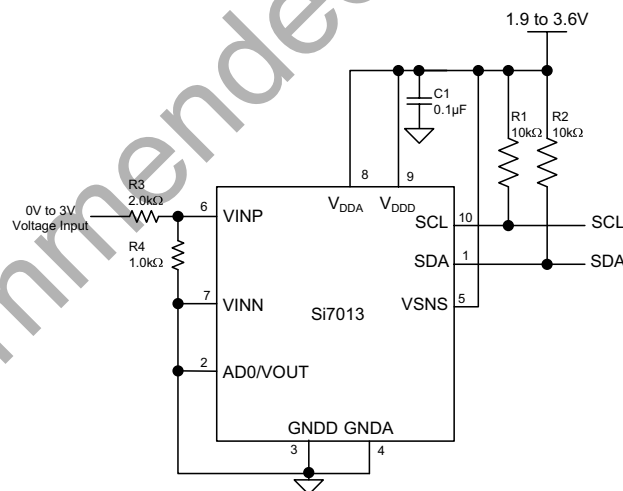 1.9 to 3.6V
C1
0.1µF
R1
10kΩ
R2
10kΩ
8
9
R3
2.0kΩ
VDDA
VDDD
0V to 3V
Voltage Input
6
VINP
SCL
10
SCL
R4
1.0kΩ
SDA
1
SDA
7
VINN
Si7013
VSNS
5
2
AD0/VOUT
GNDD
GNDA
3
4